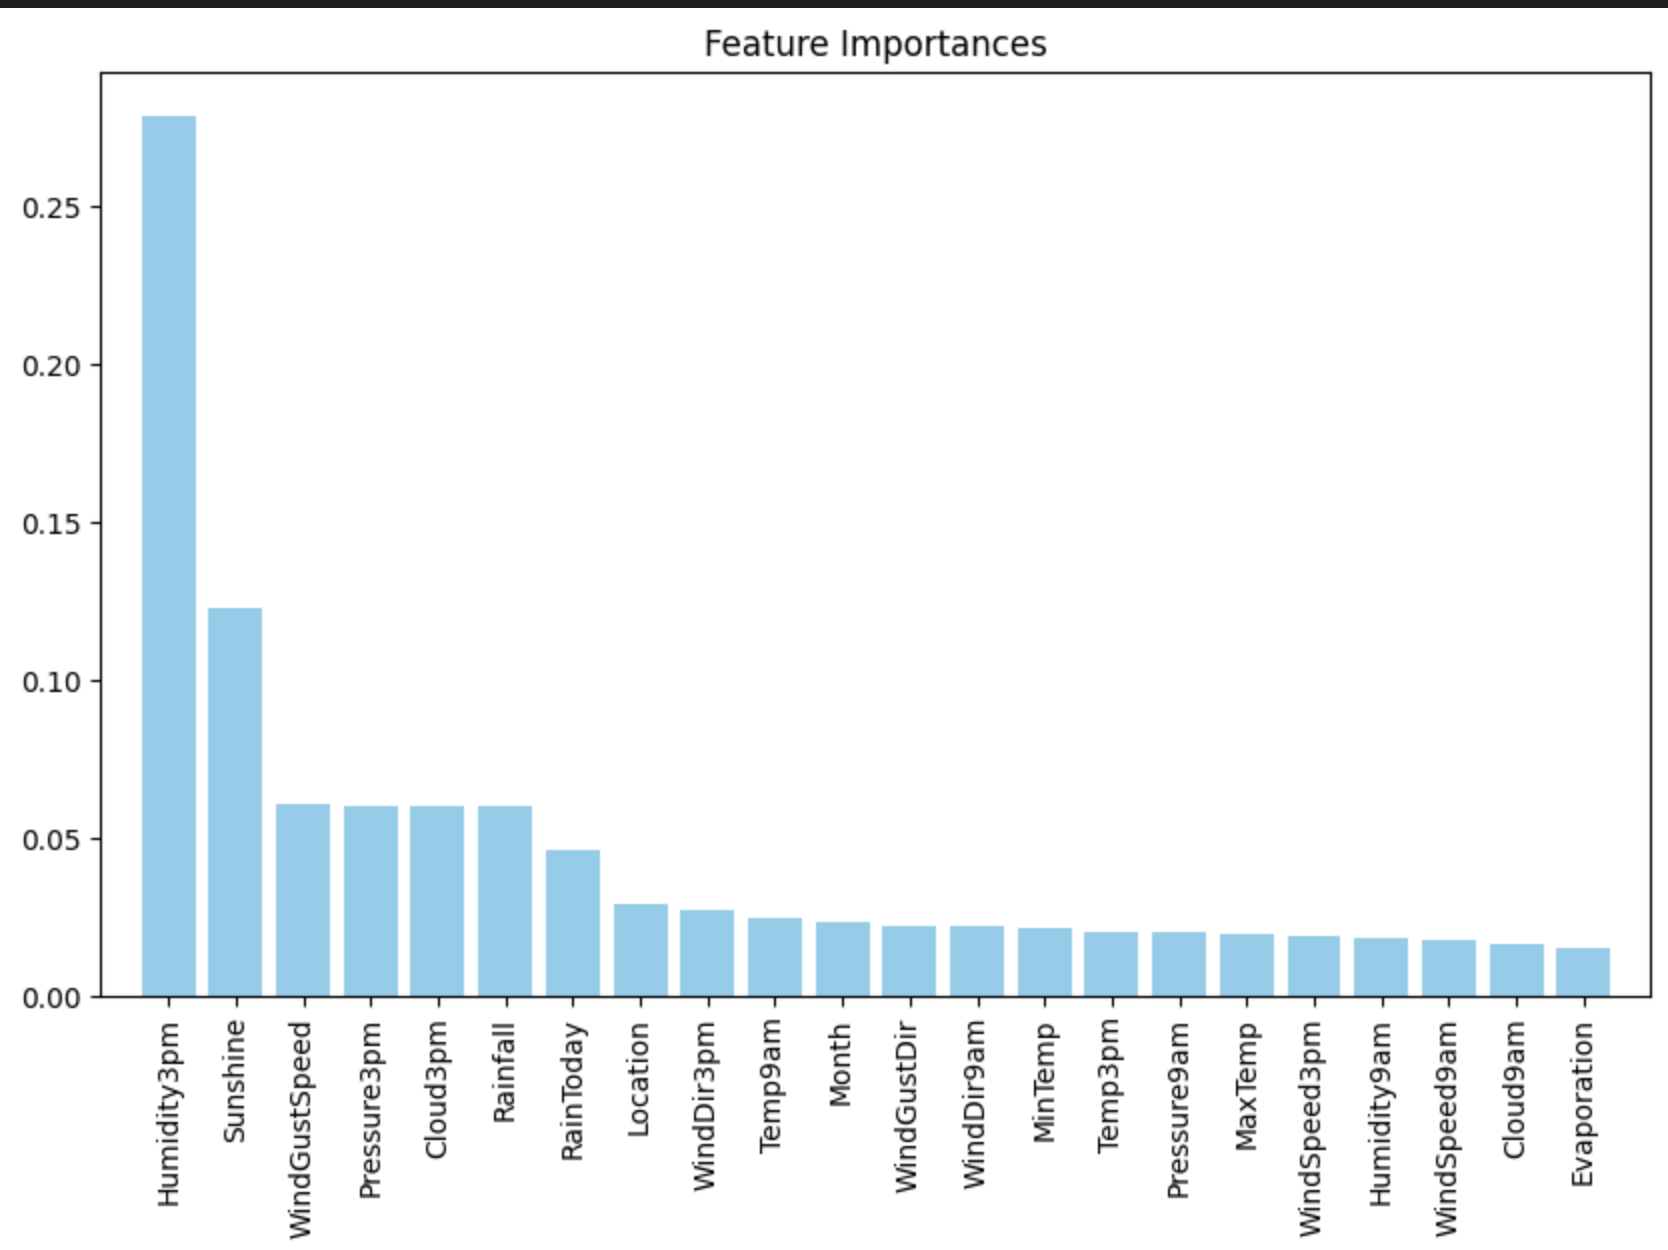 Feature Importances
0.25
0.20
0.15
0.10
0.05
0.00
Humidity3pm
Sunshine
WindGustSpeed
Pressure3pm
Cloud3pm
Rainfall
RainToday
Location
WindDir3pm
Temp9am
Month
WindGustDir
WindDir9am
MinTemp
Temp3pm
Pressure9am
MaxTemp
WindSpeed3pm
Humidity9am
WindSpeed9am
Cloud9am
Evaporation